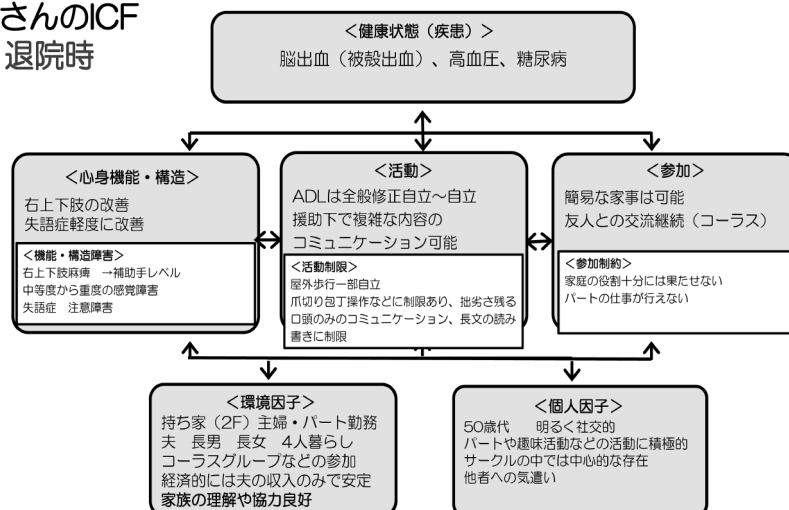 さんのICF
退院時
＜健康状態（疾患）＞
脳出血（被殻出血）、高血圧、糖尿病
＜心身機能・構造＞
右上下肢の改善
失語症軽度に改善
＜機能・構造障害＞
右上下肢麻痺　→補助手レベル
中等度から重度の感覚障害
失語症　注意障害
＜活動＞
ADLは全般修正自立～自立
援助下で複雑な内容の
コミュニケーション可能
＜活動制限＞
屋外歩行一部自立
爪切り包丁操作などに制限あり、拙劣さ残る
口頭のみのコミュニケーション、長文の読み
書きに制限
＜参加＞
簡易な家事は可能
友人との交流継続（コーラス）
＜参加制約＞
家庭の役割十分には果たせない
パートの仕事が行えない
＜環境因子＞
持ち家（2F）主婦・パート勤務
夫　長男　長女　4人暮らし
コーラスグループなどの参加
経済的には夫の収入のみで安定
家族の理解や協力良好
＜個人因子＞
50歳代　明るく社交的
パートや趣味活動などの活動に積極的
サークルの中では中心的な存在
他者への気遣い